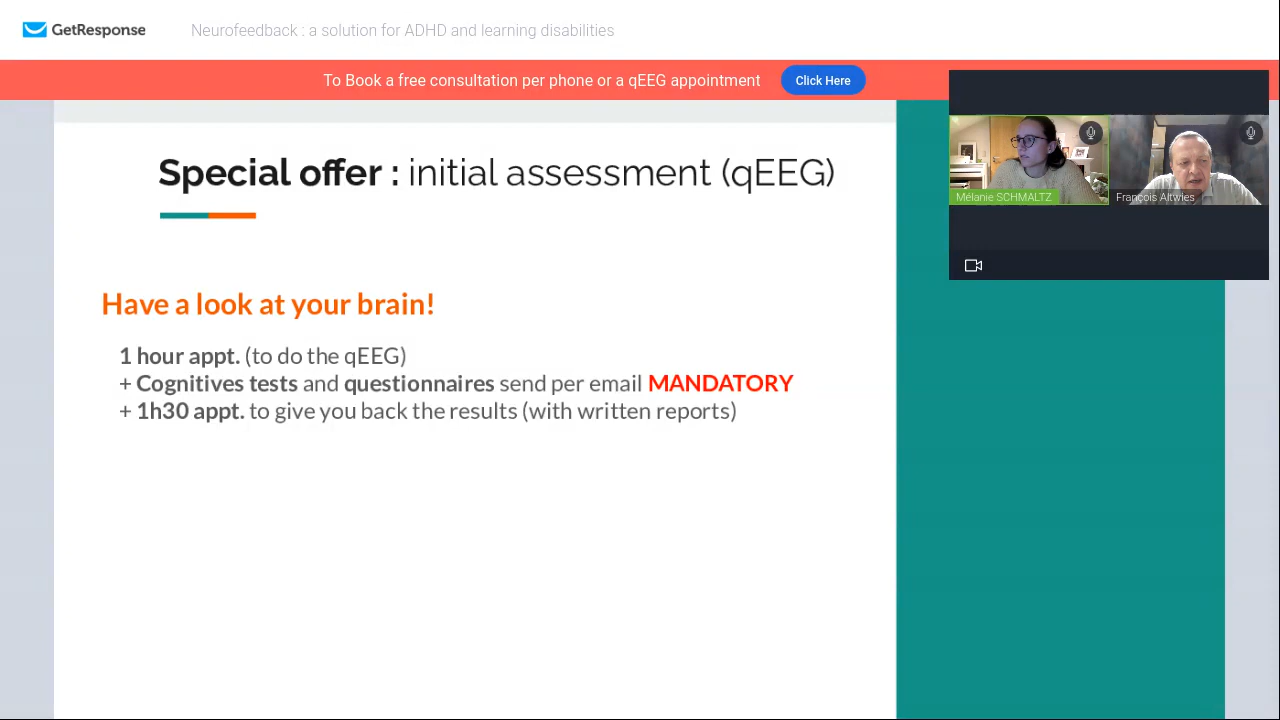 GetResponse
Neurofeedback : a solution for ADHD and learning disabilities
To Book a free consultation per phone or a qEEG appointment
Click Here
Mélanie SCHMALTZ
François Altwies
Special offer : initial assessment (qEEG)
Have a look at your brain!
1 hour appt. (to do the qEEG)
+ Cognitives tests and questionnaires send per email MANDATORY
+ 1h30 appt. to give you back the results (with written reports)